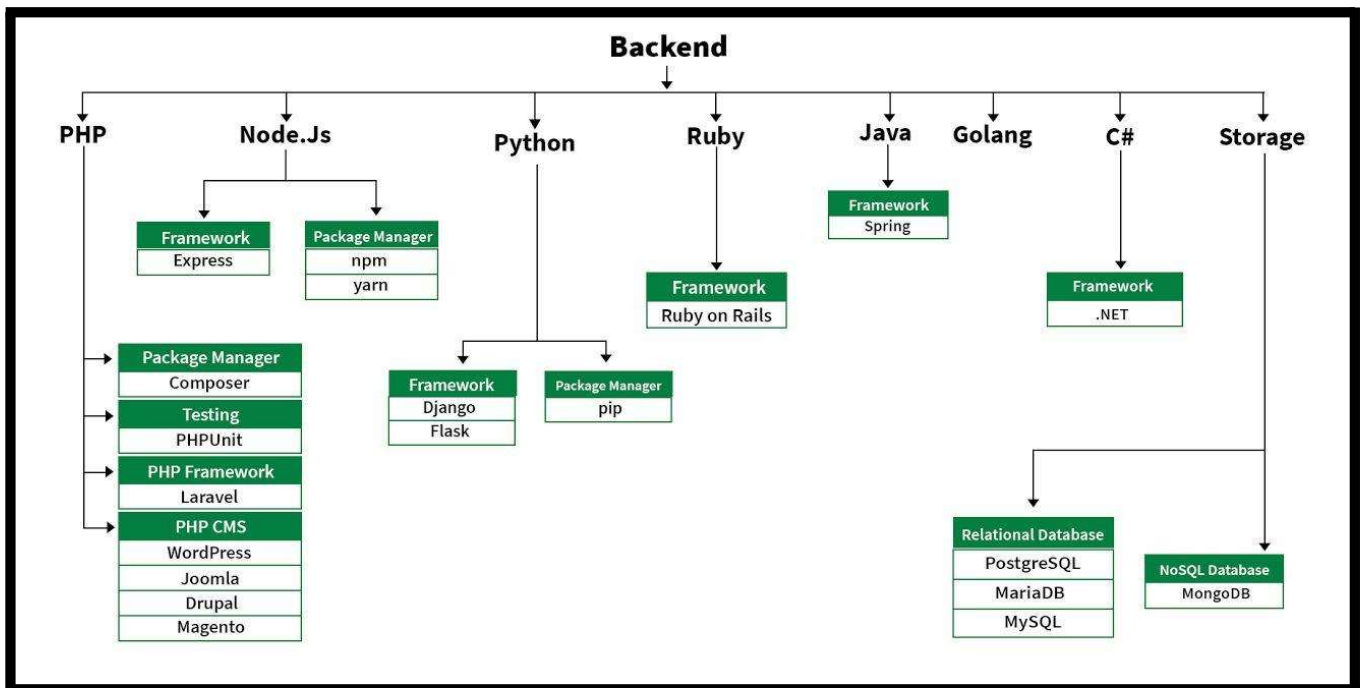 Backend
PHP
Node.Js
Python
Ruby
Java
Golang
C#
Storage
Package Manager
Composer
Testing
PHPUnit
PHP Framework
Laravel
PHP CMS
WordPress
Joomla
Drupal
Magento
Framework
Express
Package Manager
npm
yarn
Framework
Django
Flask
Package Manager
pip
Framework
Ruby on Rails
Framework
Spring
Framework
.NET
Relational Database
PostgreSQL
MariaDB
MySQL
NoSQL Database
MongoDB